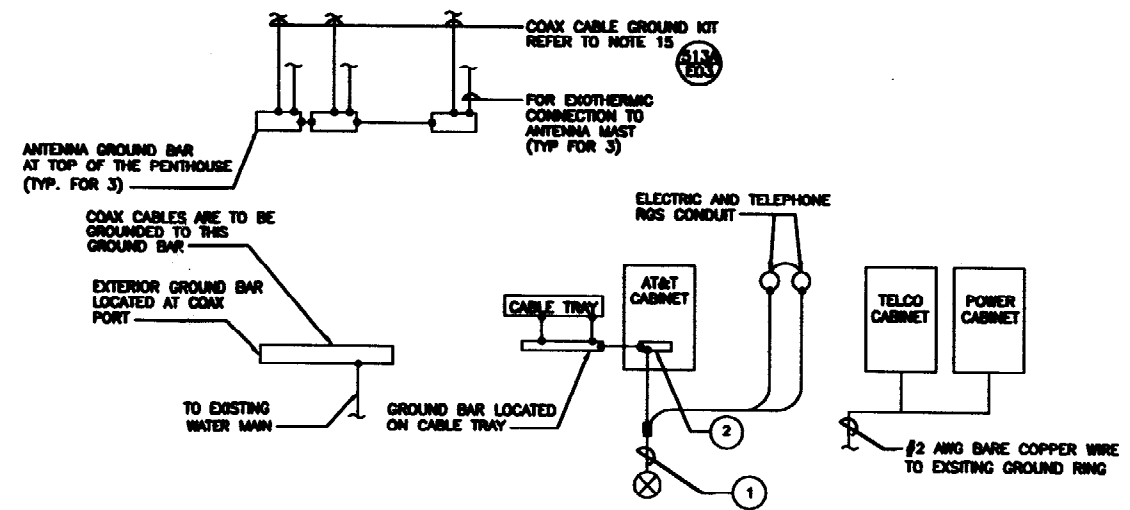 COAX CABLE GROUND KIT
REFER TO NOTE 15
513A
E03
FOR EXOTHERMIC
CONNECTION TO
ANTENNA MAST
(TYP FOR 3)
ANTENNA GROUND BAR
AT TOP OF THE PENTHOUSE
(TYP. FOR 3)
ELECTRIC AND TELEPHONE
RGS CONDUIT
COAX CABLES ARE TO BE
GROUNDED TO THIS
GROUND BAR
EXTERIOR GROUND BAR
LOCATED AT COAX
PORT
CABLE TRAY
AT&T
CABINET
TELCO
CABINET
POWER
CABINET
TO EXISTING
WATER MAIN
GROUND BAR LOCATED
ON CABLE TRAY
2
1
#2 AWG BARE COPPER WIRE
TO EXSITING GROUND RING